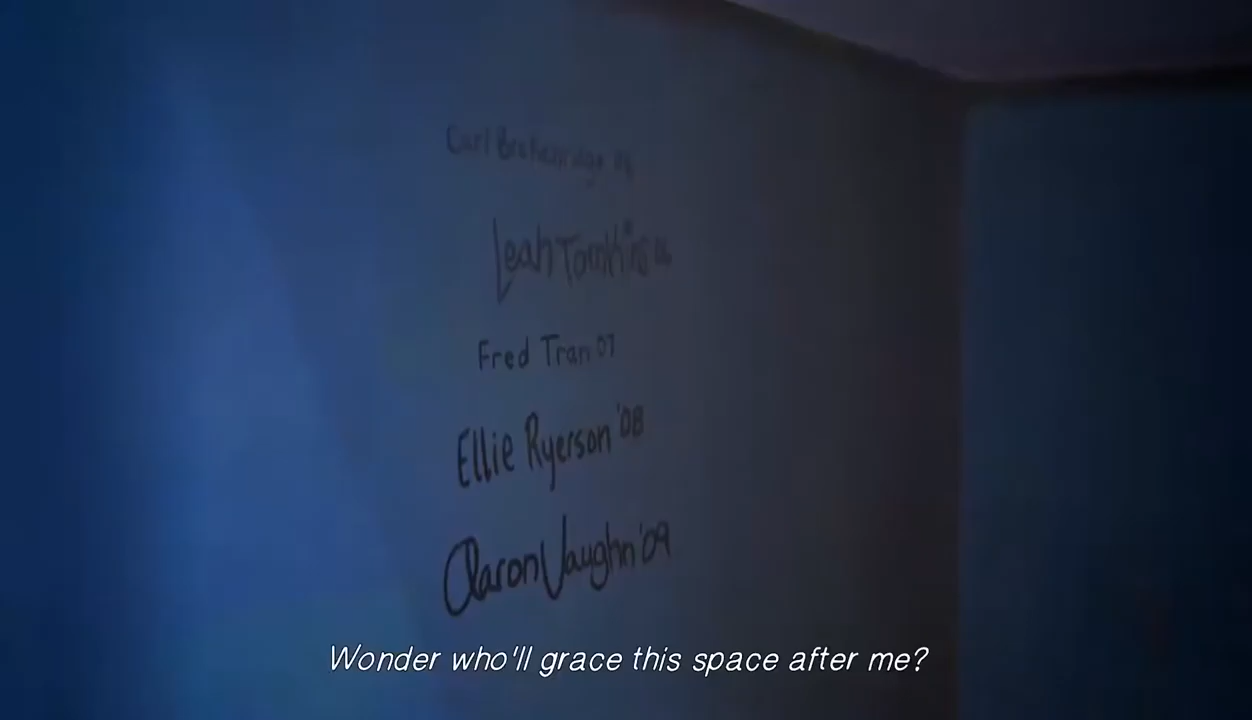 Carl
Leah Tomkins 06
Fred Tran 07
Ellie Ryerson '08
Aaron Vaughn '09
Wonder who'll grace this space after me?